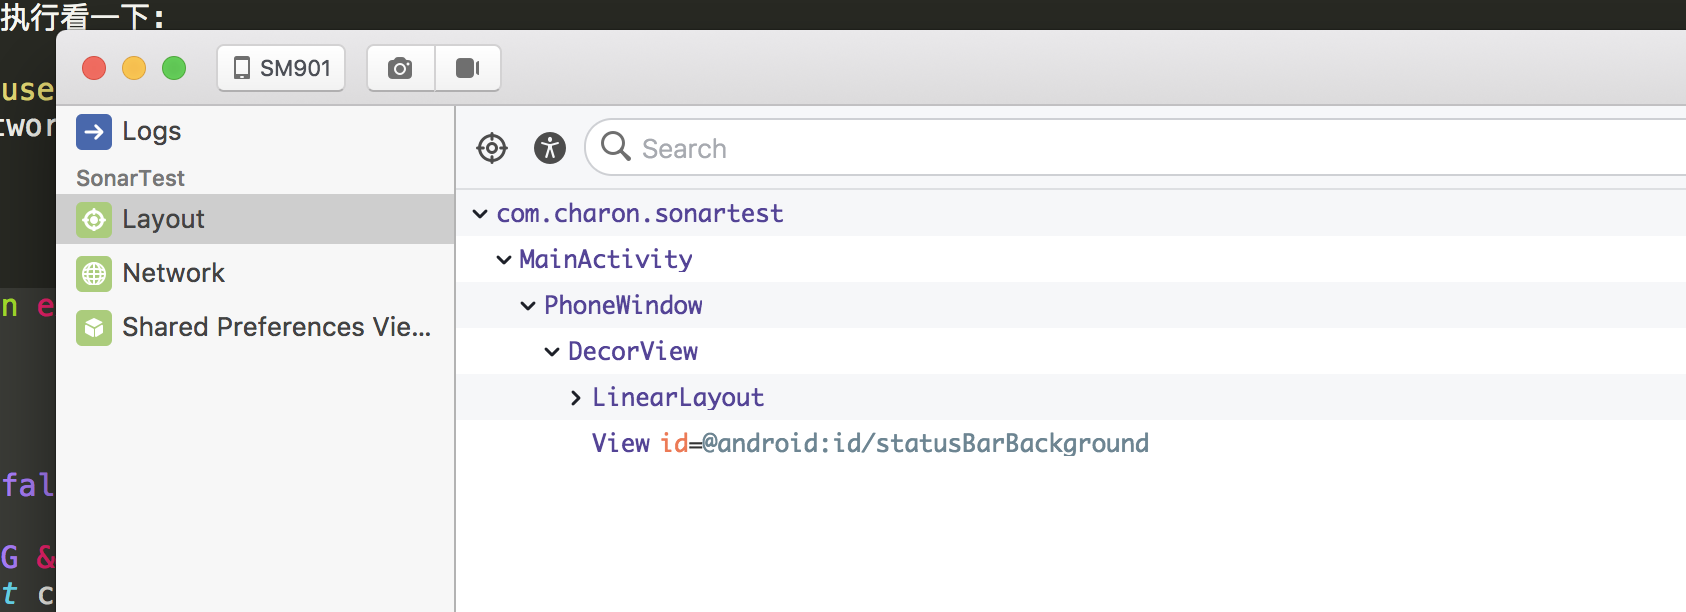 执行看一下:
use
twor
n e
fal
G &
t c
SM901
Logs
SonarTest
Layout
Network
Shared Preferences Vie...
Search
com.charon.sonartest
MainActivity
PhoneWindow
DecorView
LinearLayout
View id=@android:id/statusBarBackground